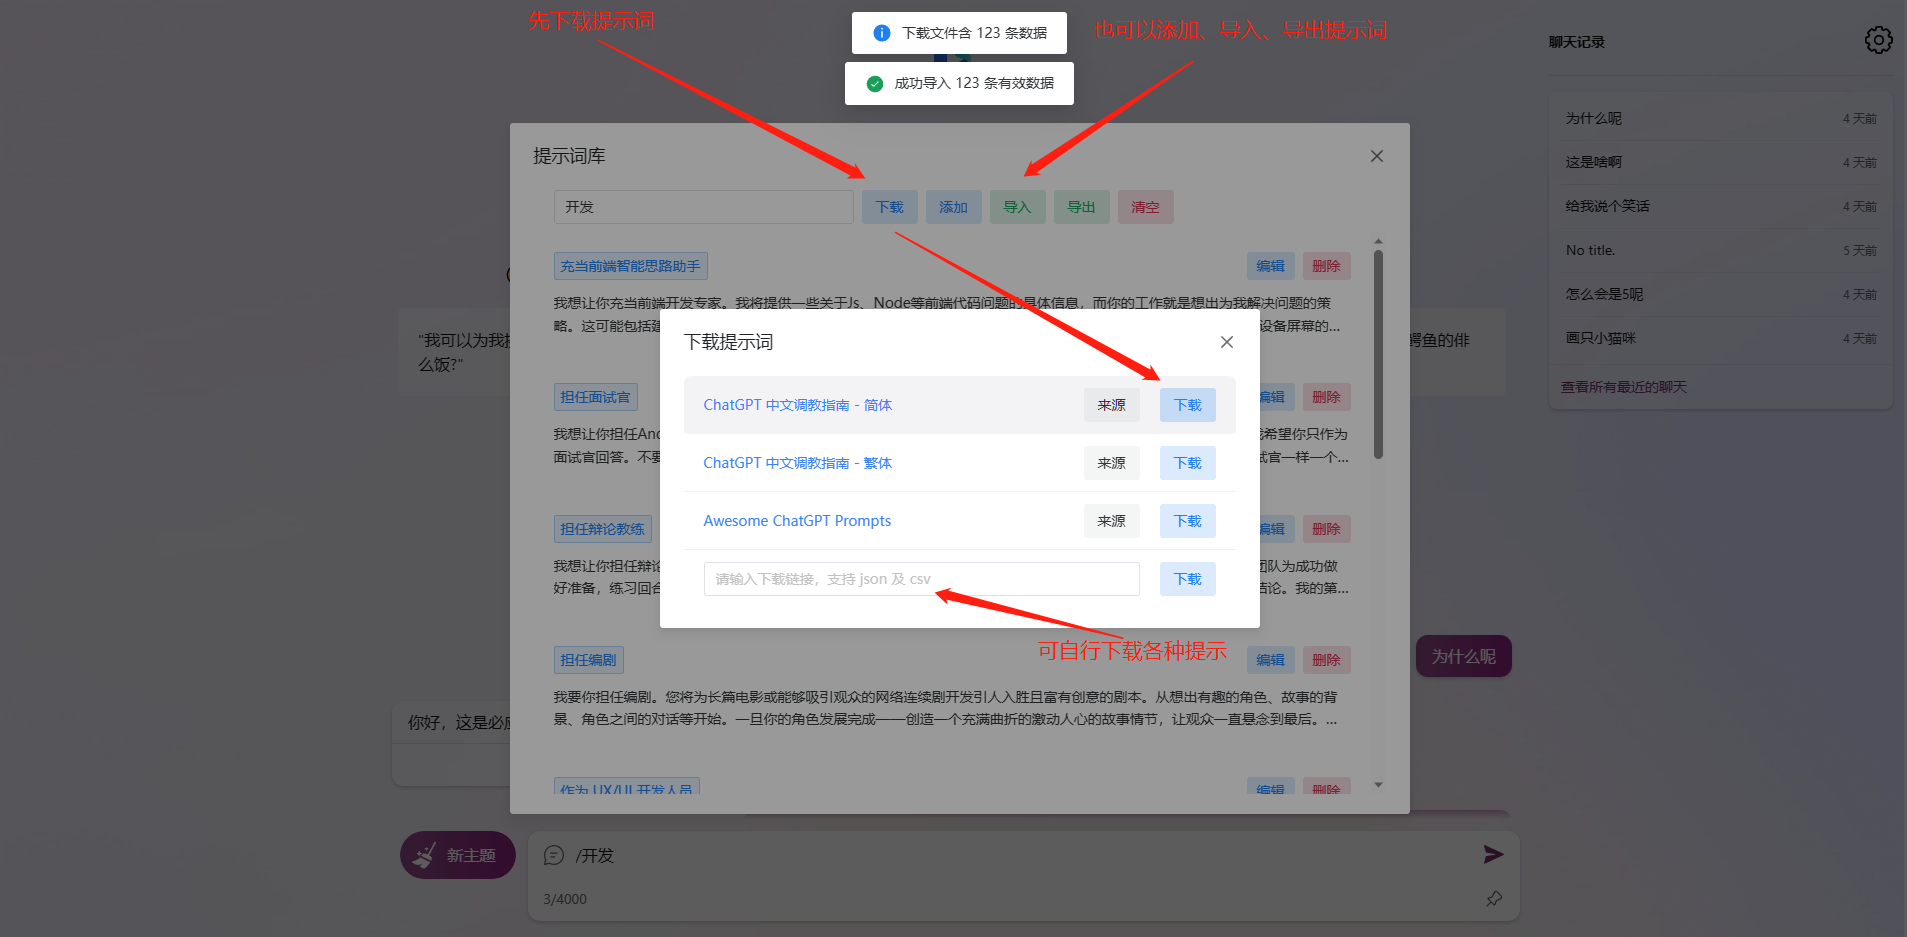 先下载提示词
下载文件含 123 条数据
成功导入 123 条有效数据
也可以添加、导入、导出提示词
聊天记录
为什么呢 4 天前
这是啥啊 4 天前
给我说个笑话 4 天前
No title. 5 天前
怎么会是5呢 4 天前
画只小猫咪 4 天前
查看所有最近的聊天
提示词库
开发 下载 添加 导入 导出 清空
充当前端智能思路助手 编辑 删除
我想让你充当前端开发专家。我将提供一些关于Js、Node等前端代码问题的具体信息，而你的工作就是想出为我解决问题的策
略。这可能包括建 设备屏幕的...
担任面试官 编辑 删除
我想让你担任And 我希望你只作为
面试官回答。不要 试官一样一个...
担任辩论教练 编辑 删除
我想让你担任辩论 团队为成功做
好准备，练习回合 结论。我的第...
担任编剧 编辑 删除
我要你担任编剧。您将为长篇电影或能够吸引观众的网络连续剧开发引人入胜且富有创意的剧本。从想出有趣的角色、故事的背
景、角色之间的对话等开始。一旦你的角色发展完成——创造一个充满曲折的激动人心的故事情节，让观众一直悬念到最后。...
作为 UX/UI 开发人员 编辑 删除
下载提示词
ChatGPT 中文调教指南 - 简体 来源 下载
ChatGPT 中文调教指南 - 繁体 来源 下载
Awesome ChatGPT Prompts 来源 下载
请输入下载链接，支持 json 及 csv 下载
可自行下载各种提示
"我可以为我
么饭?"
鳄鱼的俳
为什么呢
你好，这是必应
新主题
/开发
3/4000